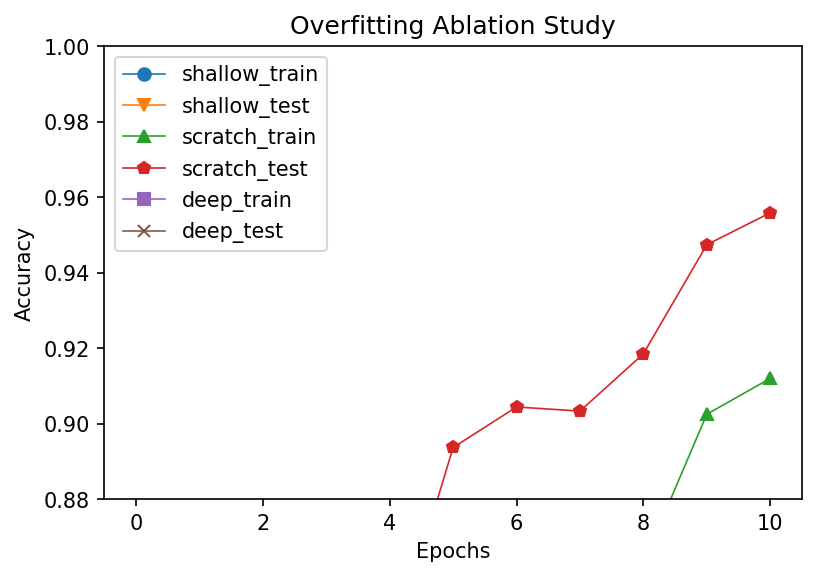 Overfitting Ablation Study
1.00
0.98
0.96
0.94
0.92
0.90
0.88
Accuracy
shallow_train
shallow_test
scratch_train
scratch_test
deep_train
deep_test
0 2 4 6 8 10
Epochs